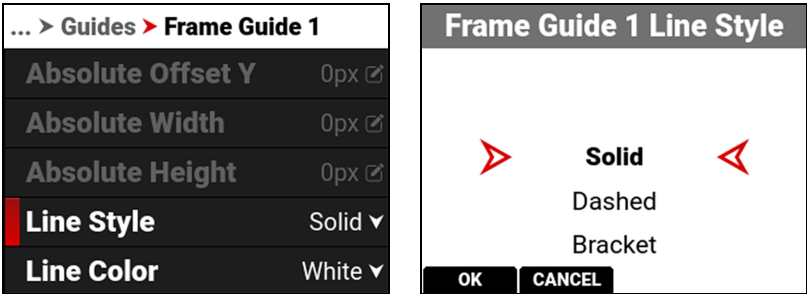 ... > Guides > Frame Guide 1
Absolute Offset Y 0px
Absolute Width 0px
Absolute Height 0px
Line Style Solid
Line Color White
Frame Guide 1 Line Style
Solid
Dashed
Bracket
OK CANCEL